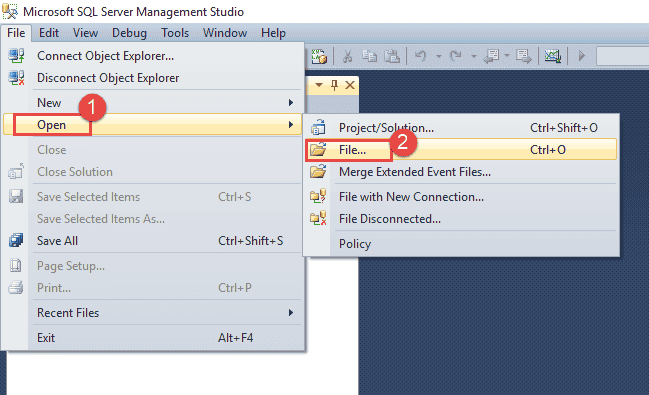 Microsoft SQL Server Management Studio
File Edit View Debug Tools Window Help
Connect Object Explorer...
Disconnect Object Explorer
New
1
Open
Close
Close Solution
Save Selected Items Ctrl+S
Save Selected Items As...
Save All Ctrl+Shift+S
Page Setup...
Print... Ctrl+P
Recent Files
Exit Alt+F4
Project/Solution... Ctrl+Shift+O
File... 2 Ctrl+O
Merge Extended Event Files...
File with New Connection...
File Disconnected...
Policy